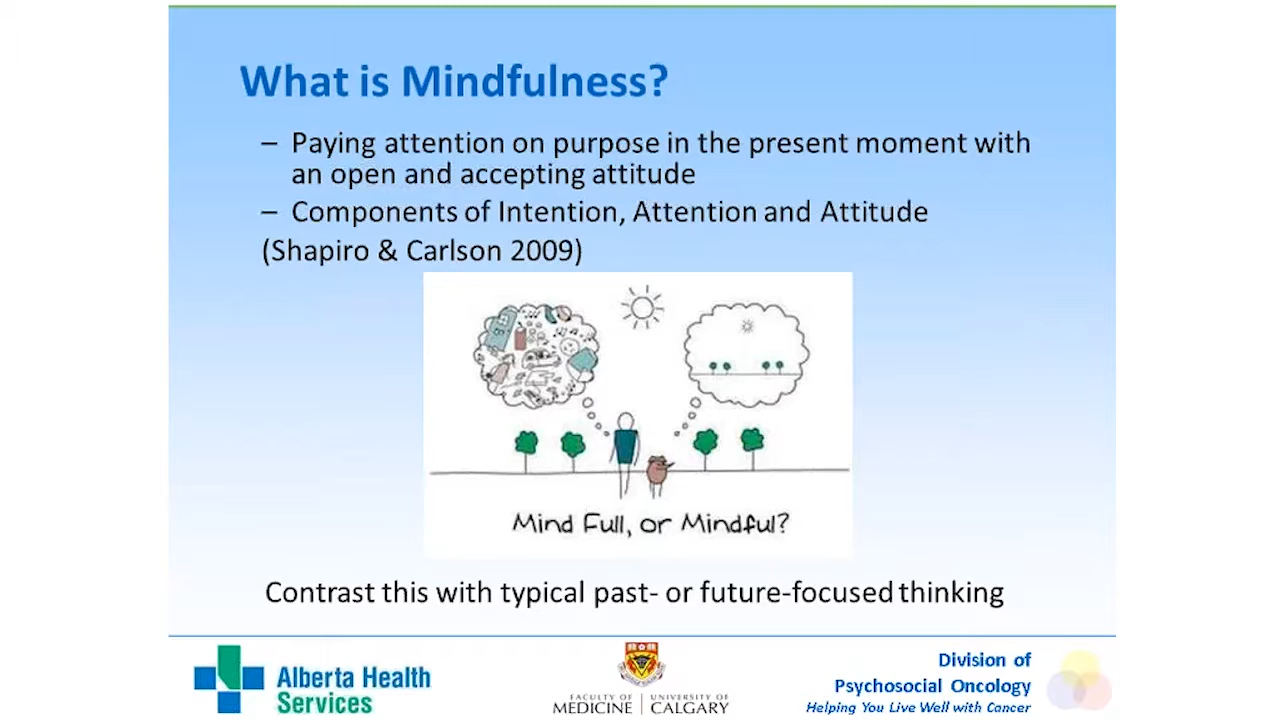 What is Mindfulness?
– Paying attention on purpose in the present moment with
an open and accepting attitude
– Components of Intention, Attention and Attitude
(Shapiro & Carlson 2009)
Mind Full, or Mindful?
Contrast this with typical past- or future-focused thinking
Alberta Health
Services
FACULTY OF
MEDICINE
UNIVERSITY OF
CALGARY
Division of
Psychosocial Oncology
Helping You Live Well with Cancer